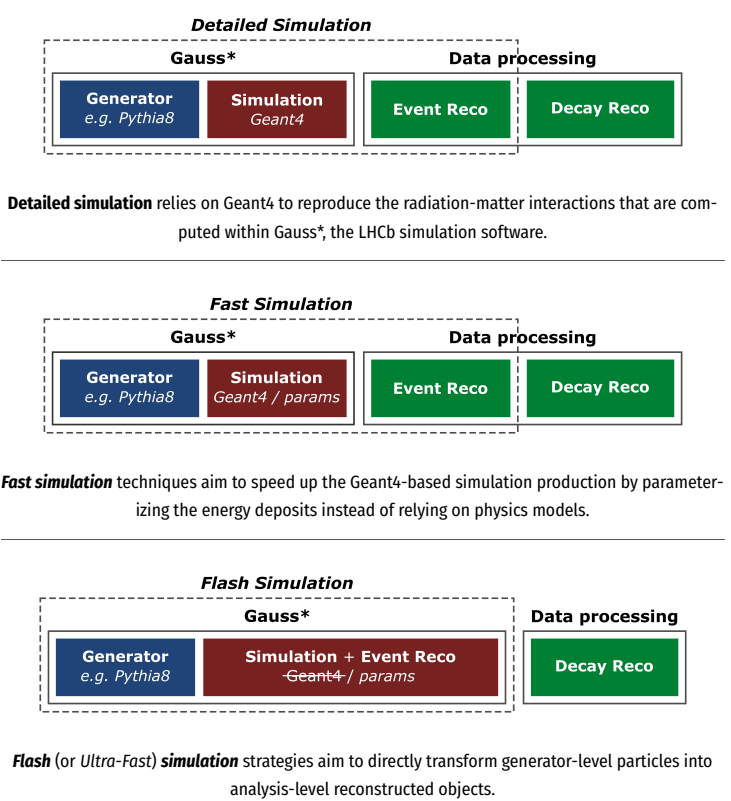 Detailed Simulation
Gauss*
Data processing
Generator
e.g. Pythia8
Simulation
Geant4
Event Reco
Decay Reco
Detailed simulation relies on Geant4 to reproduce the radiation-matter interactions that are com-
puted within Gauss*, the LHCb simulation software.
Fast Simulation
Gauss*
Data processing
Generator
e.g. Pythia8
Simulation
Geant4 / params
Event Reco
Decay Reco
Fast simulation techniques aim to speed up the Geant4-based simulation production by parameter-
izing the energy deposits instead of relying on physics models.
Flash Simulation
Gauss*
Data processing
Generator
e.g. Pythia8
Simulation + Event Reco
Geant4 / params
Decay Reco
Flash (or Ultra-Fast) simulation strategies aim to directly transform generator-level particles into
analysis-level reconstructed objects.